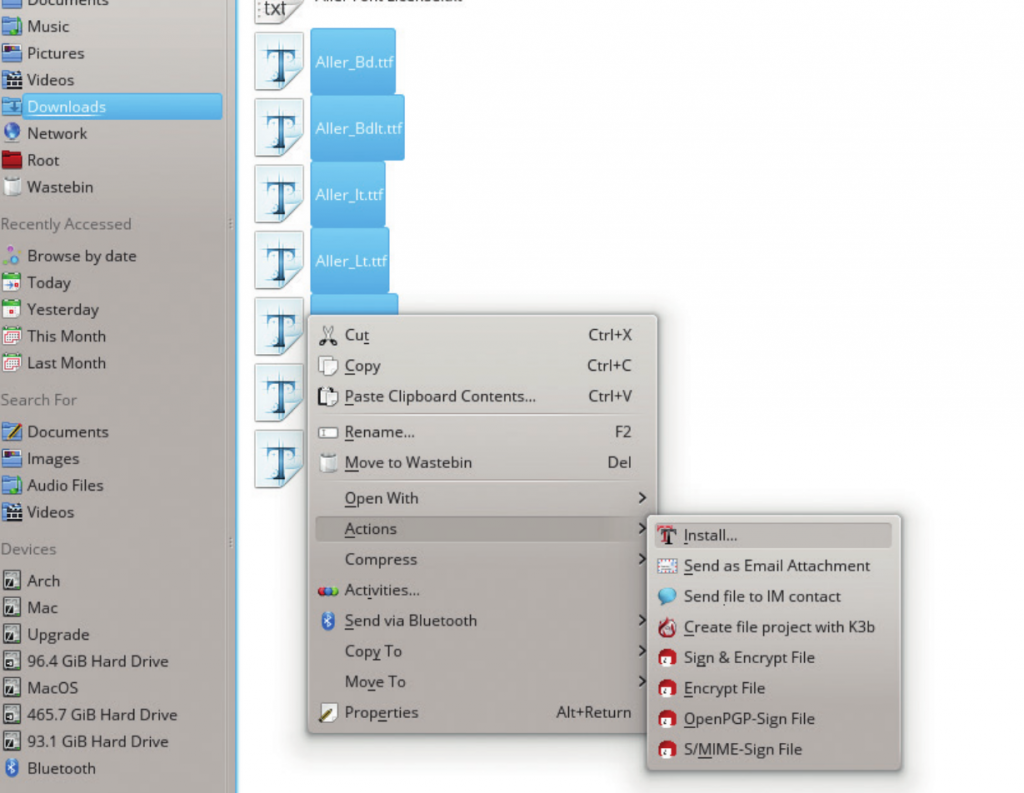 Documents
Music
Pictures
Videos
Downloads
Network
Root
Wastebin
Recently Accessed
Browse by date
Today
Yesterday
This Month
Last Month
Search For
Documents
Images
Audio Files
Videos
Devices
Arch
Mac
Upgrade
96.4 GiB Hard Drive
MacOS
465.7 GiB Hard Drive
93.1 GiB Hard Drive
Bluetooth
txt
Aller_Bd.ttf
Aller_BdIt.ttf
Aller_It.ttf
Aller_Lt.ttf
Cut Ctrl+X
Copy Ctrl+C
Paste Clipboard Contents... Ctrl+V
Rename... F2
Move to Wastebin Del
Open With
Actions
Compress
Activities...
Send via Bluetooth
Copy To
Move To
Properties Alt+Return
Install...
Send as Email Attachment
Send file to IM contact
Create file project with K3b
Sign & Encrypt File
Encrypt File
OpenPGP-Sign File
S/MIME-Sign File